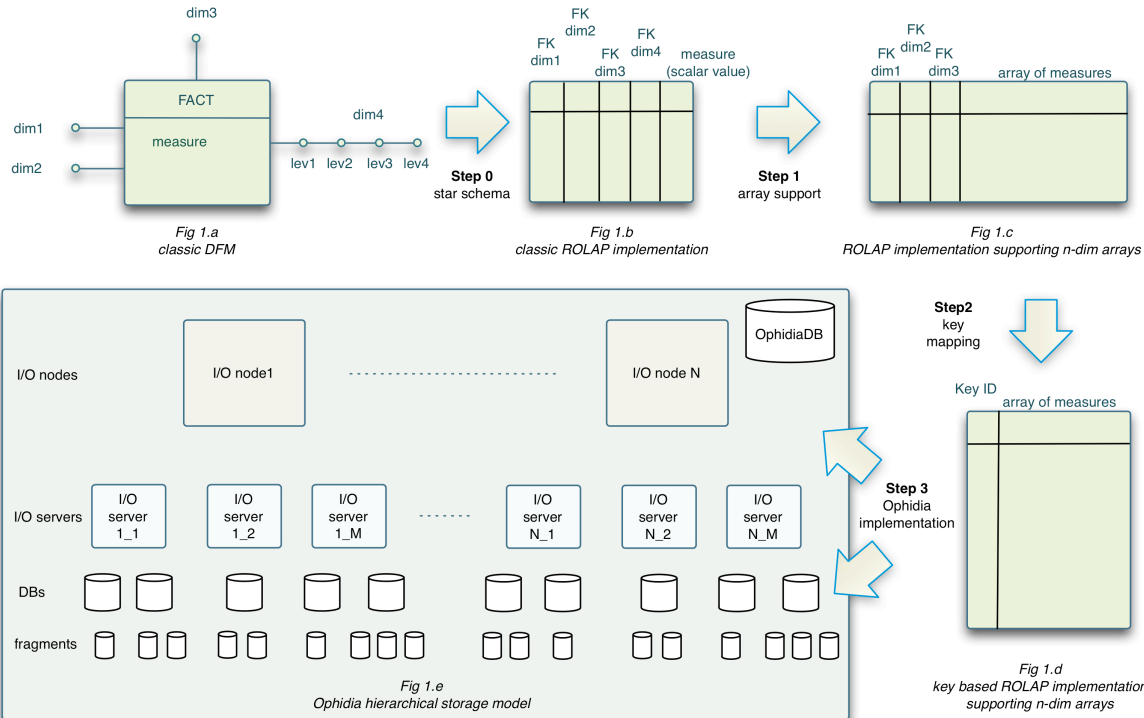 dim3
FACT
measure
dim1
dim2
dim4
lev1 lev2 lev3 lev4
Fig 1.a
classic DFM
Step 0
star schema
FK
dim1
FK
dim2
FK
dim3
FK
dim4
measure
(scalar value)
Fig 1.b
classic ROLAP implementation
Step 1
array support
FK
dim1
FK
dim2
FK
dim3
array of measures
Fig 1.c
ROLAP implementation supporting n-dim arrays
Step2
key
mapping
Key ID
array of measures
Fig 1.d
key based ROLAP implementation
supporting n-dim arrays
Step 3
Ophidia
implementation
OphidiaDB
I/O nodes
I/O node1
I/O node N
I/O servers
I/O
server
1_1
I/O
server
1_2
I/O
server
1_M
I/O
server
N_1
I/O
server
N_2
I/O
server
N_M
DBs
fragments
Fig 1.e
Ophidia hierarchical storage model